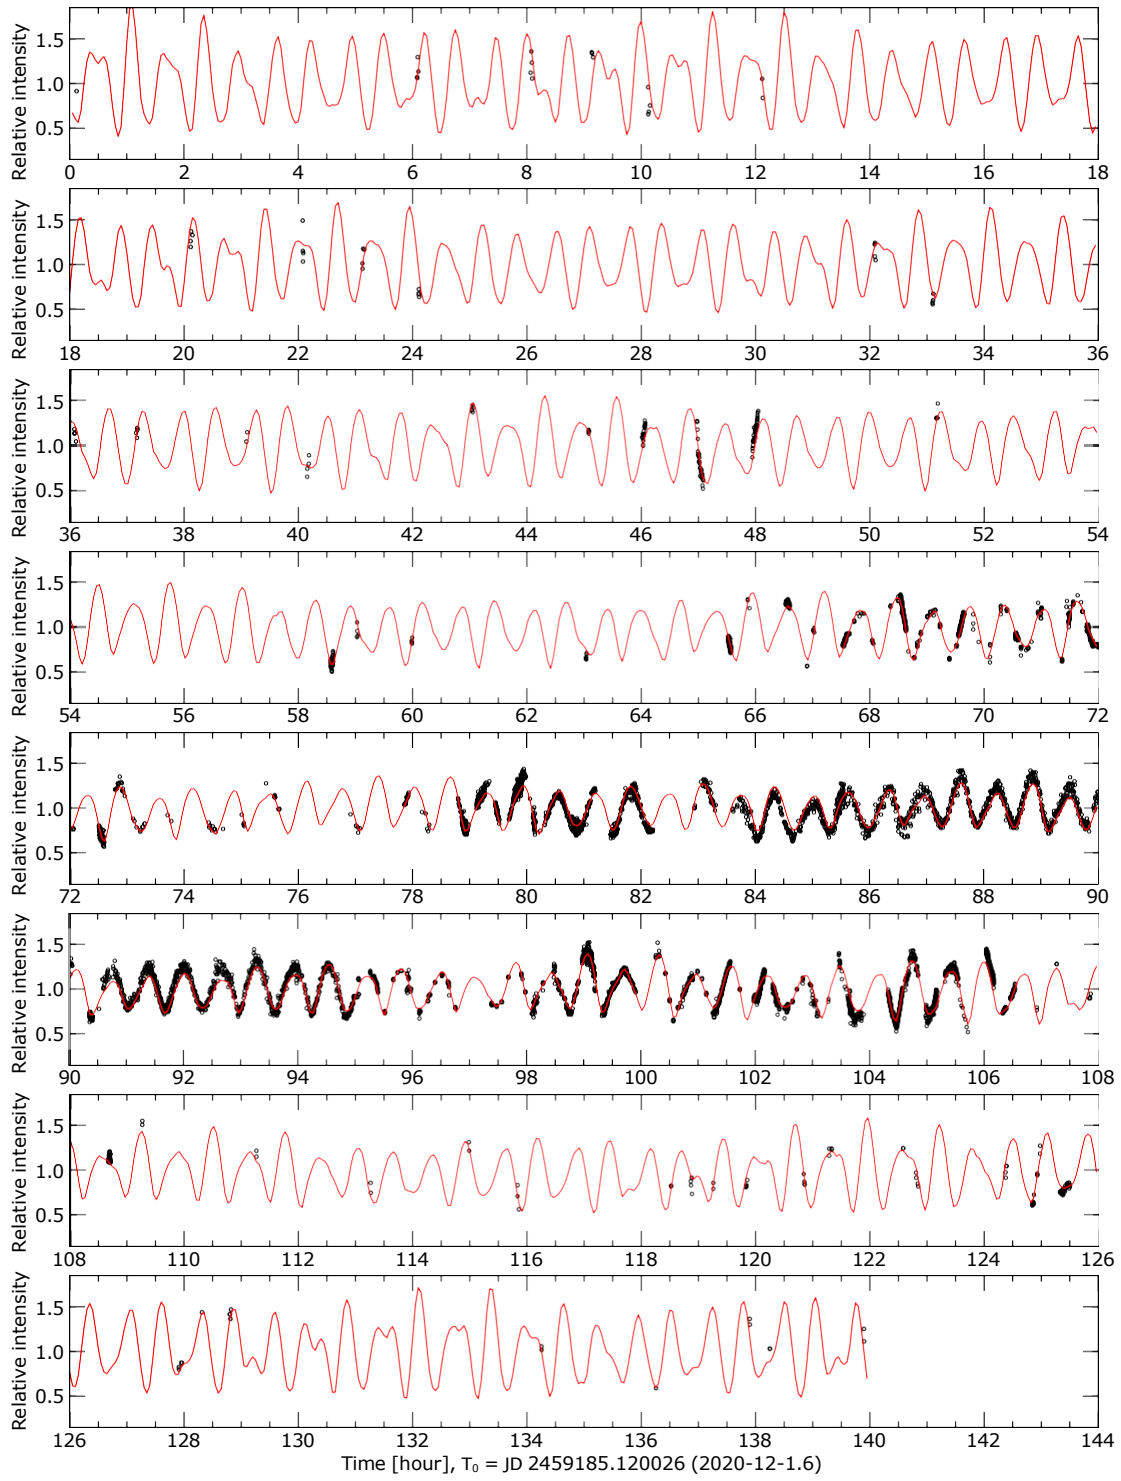 Relative intensity
1.5
1.0
0.5
0 2 4 6 8 10 12 14 16 18
Relative intensity
1.5
1.0
0.5
18 20 22 24 26 28 30 32 34 36
Relative intensity
1.5
1.0
0.5
36 38 40 42 44 46 48 50 52 54
Relative intensity
1.5
1.0
0.5
54 56 58 60 62 64 66 68 70 72
Relative intensity
1.5
1.0
0.5
72 74 76 78 80 82 84 86 88 90
Relative intensity
1.5
1.0
0.5
90 92 94 96 98 100 102 104 106 108
Relative intensity
1.5
1.0
0.5
108 110 112 114 116 118 120 122 124 126
Relative intensity
1.5
1.0
0.5
126 128 130 132 134 136 138 140 142 144
Time [hour], T₀ = JD 2459185.120026 (2020-12-1.6)